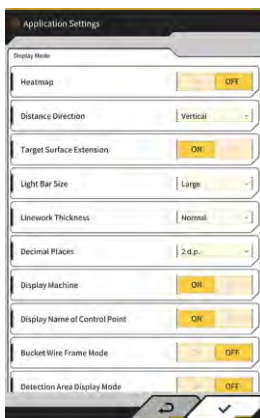 Application Settings
Display Mode
Heatmap OFF
Distance Direction Vertical
Target Surface Extension ON
Light Bar Size Large
Linework Thickness Normal
Decimal Places 2 d.p.
Display Machine ON
Display Name of Control Point ON
Bucket Wire Frame Mode OFF
Detection Area Display Mode OFF